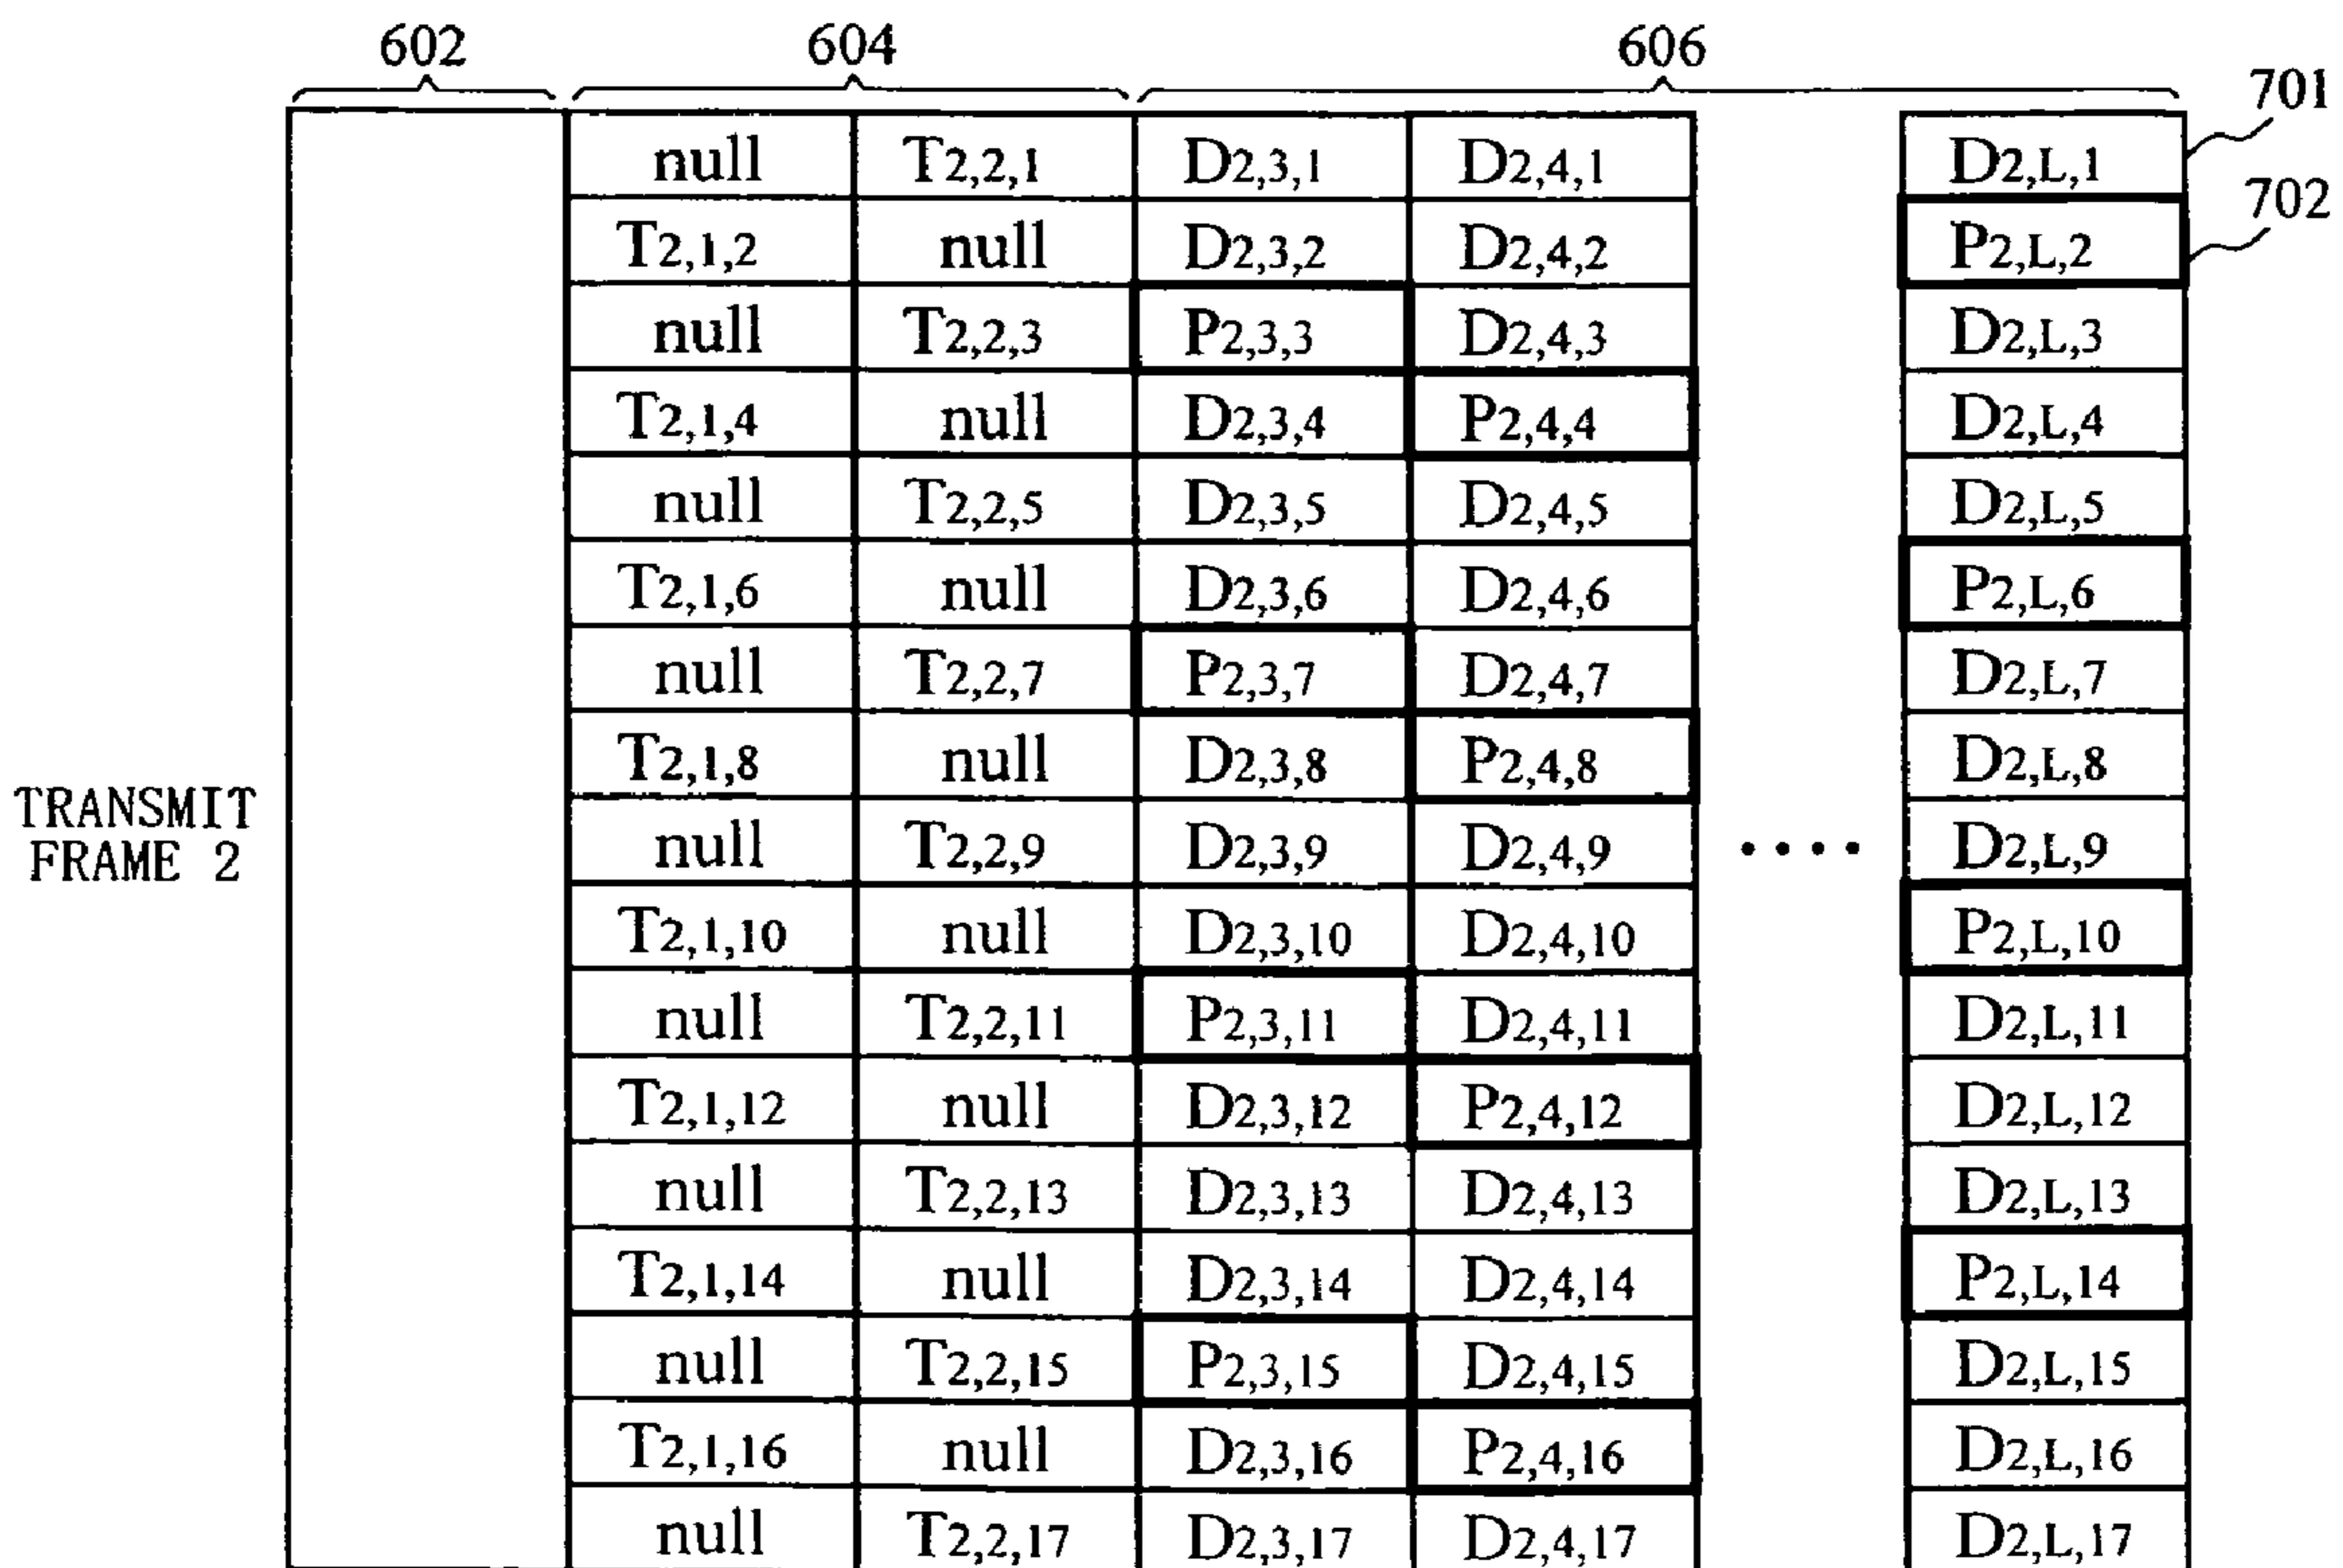 602 604 606
701
702
null T2,2,1 D2,3,1 D2,4,1 D2,L,1
T2,1,2 null D2,3,2 D2,4,2 P2,L,2
null T2,2,3 P2,3,3 D2,4,3 D2,L,3
T2,1,4 null D2,3,4 P2,4,4 D2,L,4
null T2,2,5 D2,3,5 D2,4,5 D2,L,5
T2,1,6 null D2,3,6 D2,4,6 P2,L,6
null T2,2,7 P2,3,7 D2,4,7 D2,L,7
T2,1,8 null D2,3,8 P2,4,8 D2,L,8
TRANSMIT
FRAME 2
null T2,2,9 D2,3,9 D2,4,9 ···· D2,L,9
T2,1,10 null D2,3,10 D2,4,10 P2,L,10
null T2,2,11 P2,3,11 D2,4,11 D2,L,11
T2,1,12 null D2,3,12 P2,4,12 D2,L,12
null T2,2,13 D2,3,13 D2,4,13 D2,L,13
T2,1,14 null D2,3,14 D2,4,14 P2,L,14
null T2,2,15 P2,3,15 D2,4,15 D2,L,15
T2,1,16 null D2,3,16 P2,4,16 D2,L,16
null T2,2,17 D2,3,17 D2,4,17 D2,L,17